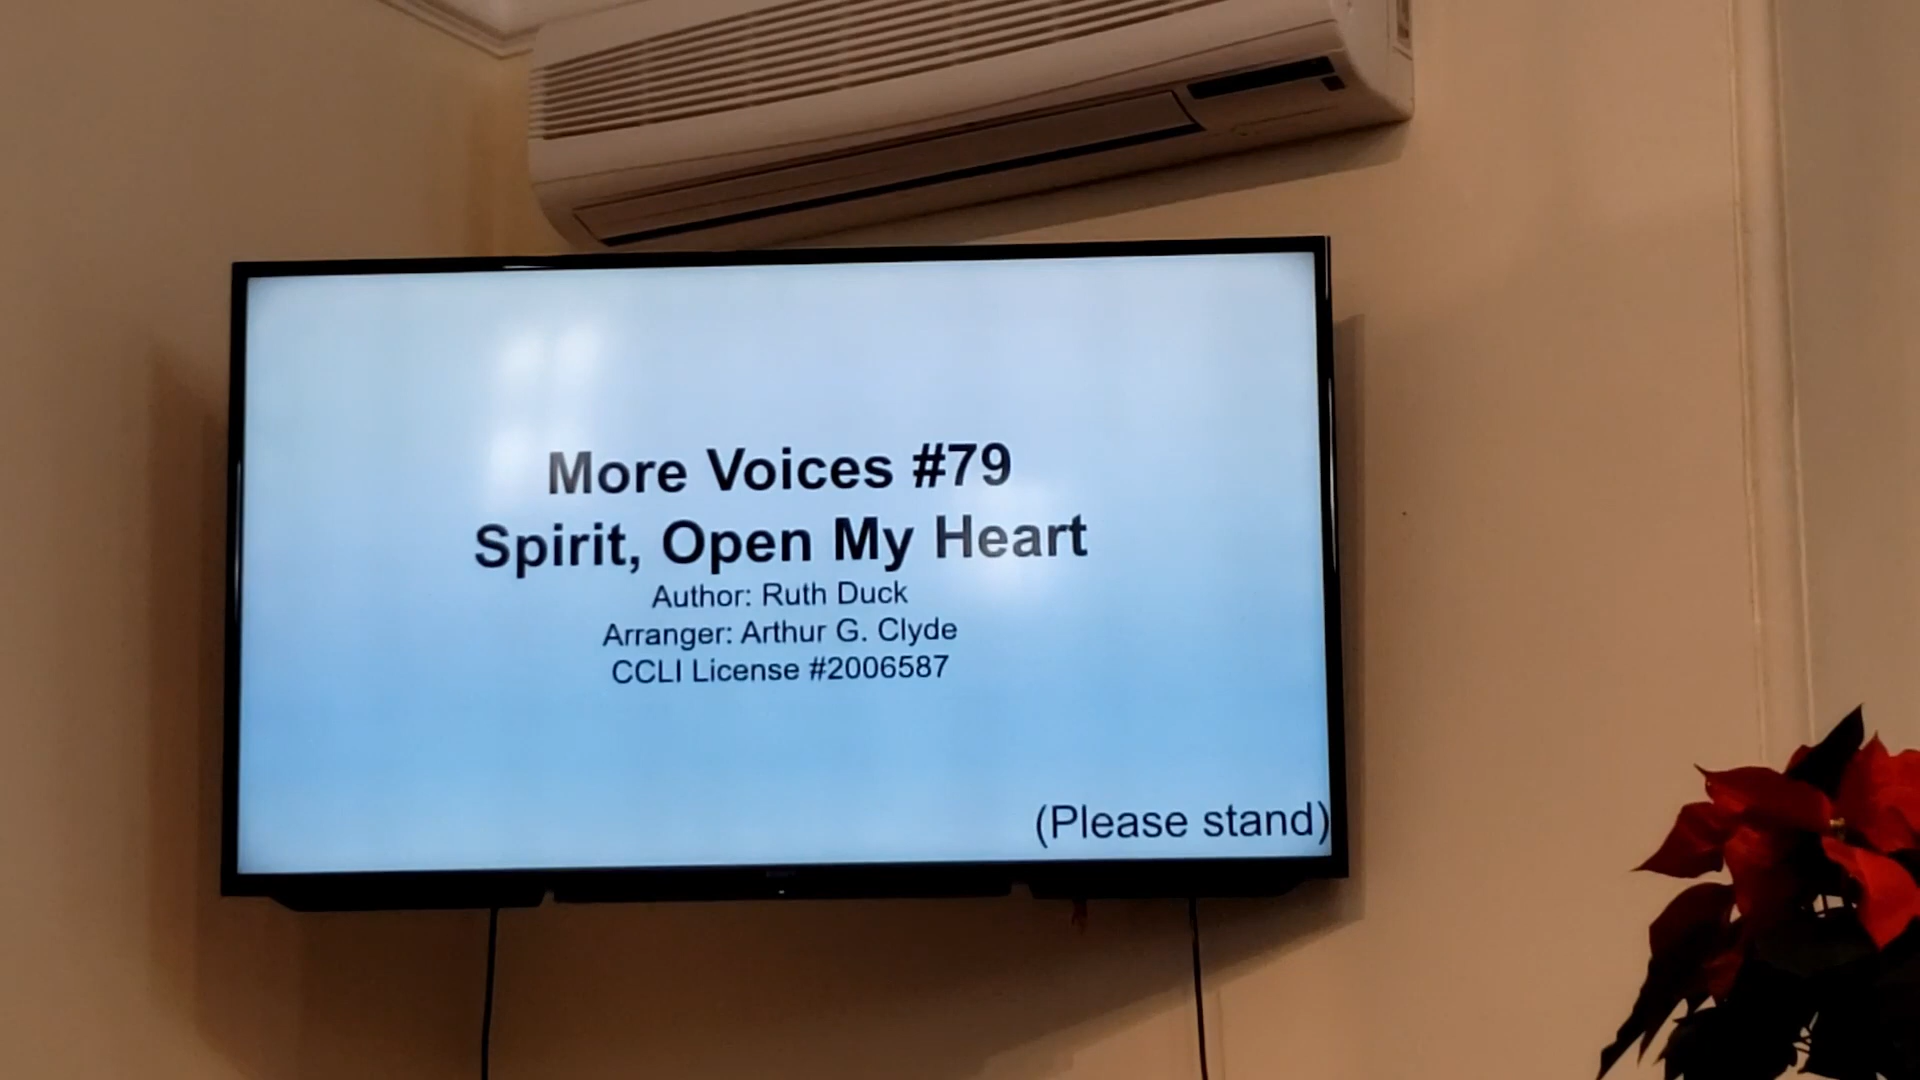 More Voices #79
Spirit, Open My Heart
Author: Ruth Duck
Arranger: Arthur G. Clyde
CCLI License #2006587
(Please stand)